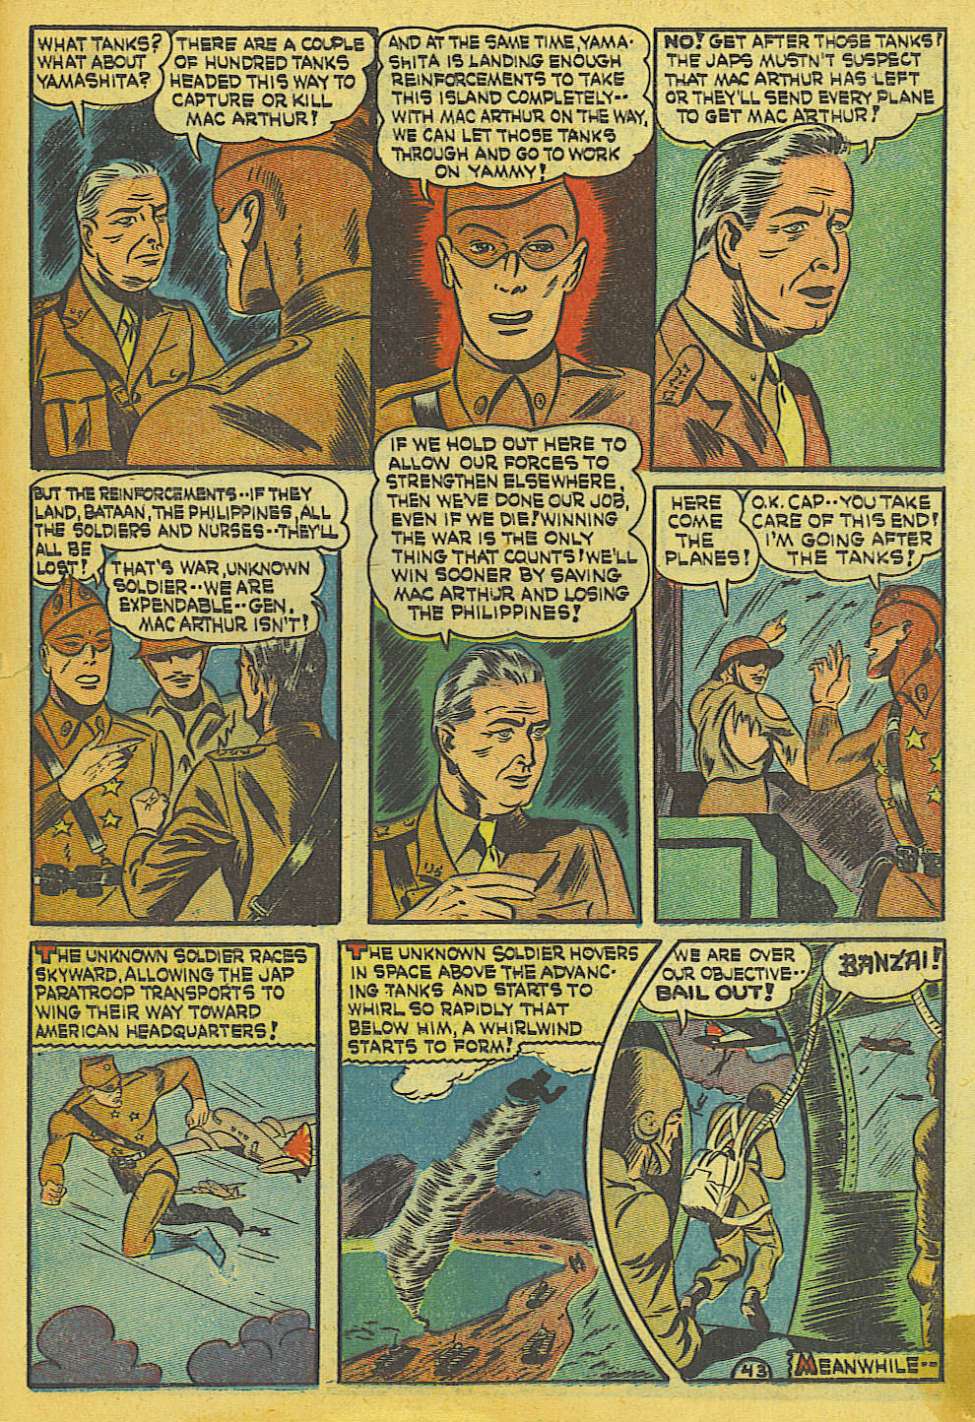 WHAT TANKS?
WHAT ABOUT
YAMASHITA?
THERE ARE A COUPLE
OF HUNDRED TANKS
HEADED THIS WAY TO
CAPTURE OR KILL
MAC ARTHUR!
AND AT THE SAME TIME, YAMA-
SHITA IS LANDING ENOUGH
REINFORCEMENTS TO TAKE
THIS ISLAND COMPLETELY--
WITH MAC ARTHUR ON THE WAY,
WE CAN LET THOSE TANKS
THROUGH AND GO TO WORK
ON YAMMY!
NO! GET AFTER THOSE TANKS!
THE JAPS MUSTN'T SUSPECT
THAT MAC ARTHUR HAS LEFT
OR THEY'LL SEND EVERY PLANE
TO GET MAC ARTHUR!
BUT THE REINFORCEMENTS--IF THEY
LAND, BATAAN, THE PHILIPPINES, ALL
THE SOLDIERS AND NURSES--THEY'LL
ALL BE
LOST!
THAT'S WAR, UNKNOWN
SOLDIER--WE ARE
EXPENDABLE--GEN.
MAC ARTHUR ISN'T!
IF WE HOLD OUT HERE TO
ALLOW OUR FORCES TO
STRENGTHEN ELSEWHERE,
THEN WE'VE DONE OUR JOB,
EVEN IF WE DIE! WINNING
THE WAR IS THE ONLY
THING THAT COUNTS! WE'LL
WIN SOONER BY SAVING
MAC ARTHUR AND LOSING
THE PHILIPPINES!
HERE
COME
THE
PLANES!
O.K. CAP--YOU TAKE
CARE OF THIS END!
I'M GOING AFTER
THE TANKS!
THE UNKNOWN SOLDIER RACES
SKYWARD, ALLOWING THE JAP
PARATROOP TRANSPORTS TO
WING THEIR WAY TOWARD
AMERICAN HEADQUARTERS!
THE UNKNOWN SOLDIER HOVERS
IN SPACE ABOVE THE ADVANC-
ING TANKS AND STARTS TO
WHIRL SO RAPIDLY THAT
BELOW HIM, A WHIRLWIND
STARTS TO FORM!
WE ARE OVER
OUR OBJECTIVE--
BAIL OUT!
BANZAI!
43
MEANWHILE--